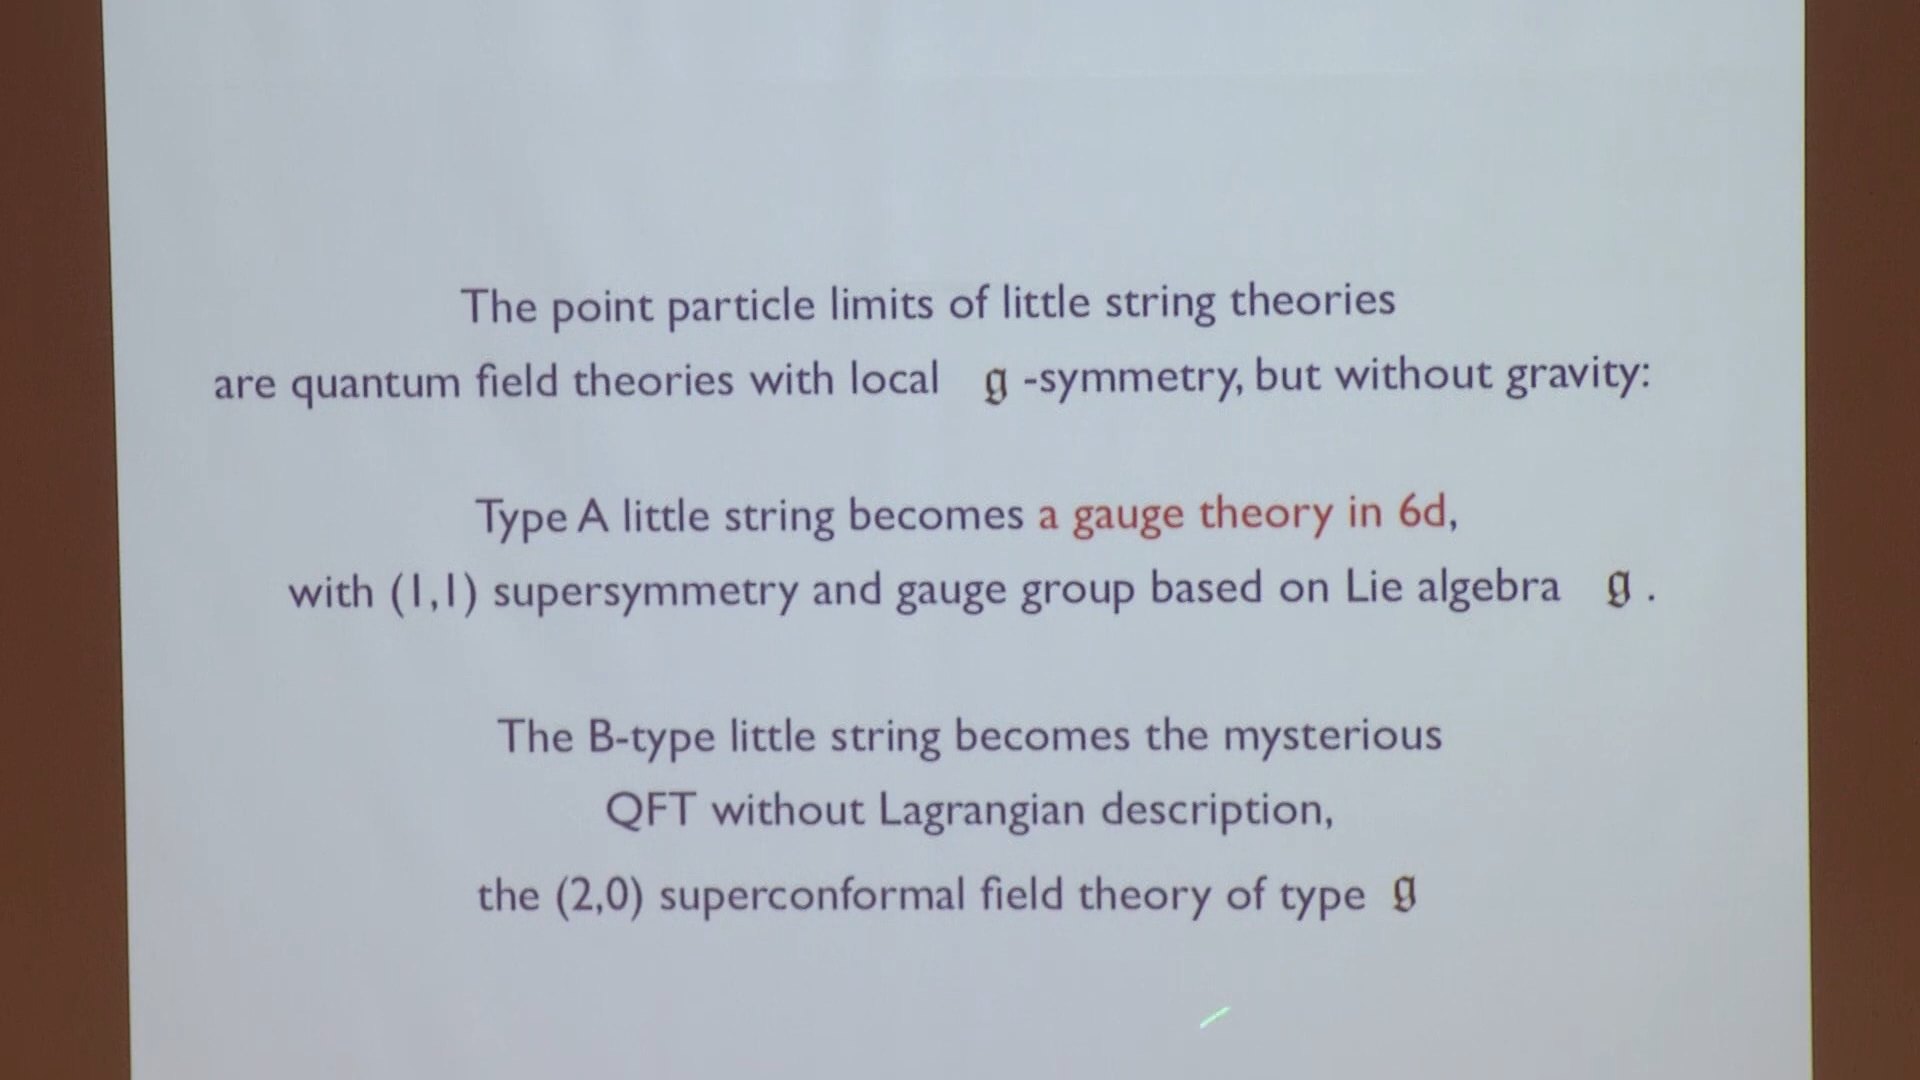 The point particle limits of little string theories
are quantum field theories with local 𝔤 -symmetry, but without gravity:
Type A little string becomes a gauge theory in 6d,
with (1,1) supersymmetry and gauge group based on Lie algebra 𝔤 .
The B-type little string becomes the mysterious
QFT without Lagrangian description,
the (2,0) superconformal field theory of type 𝔤